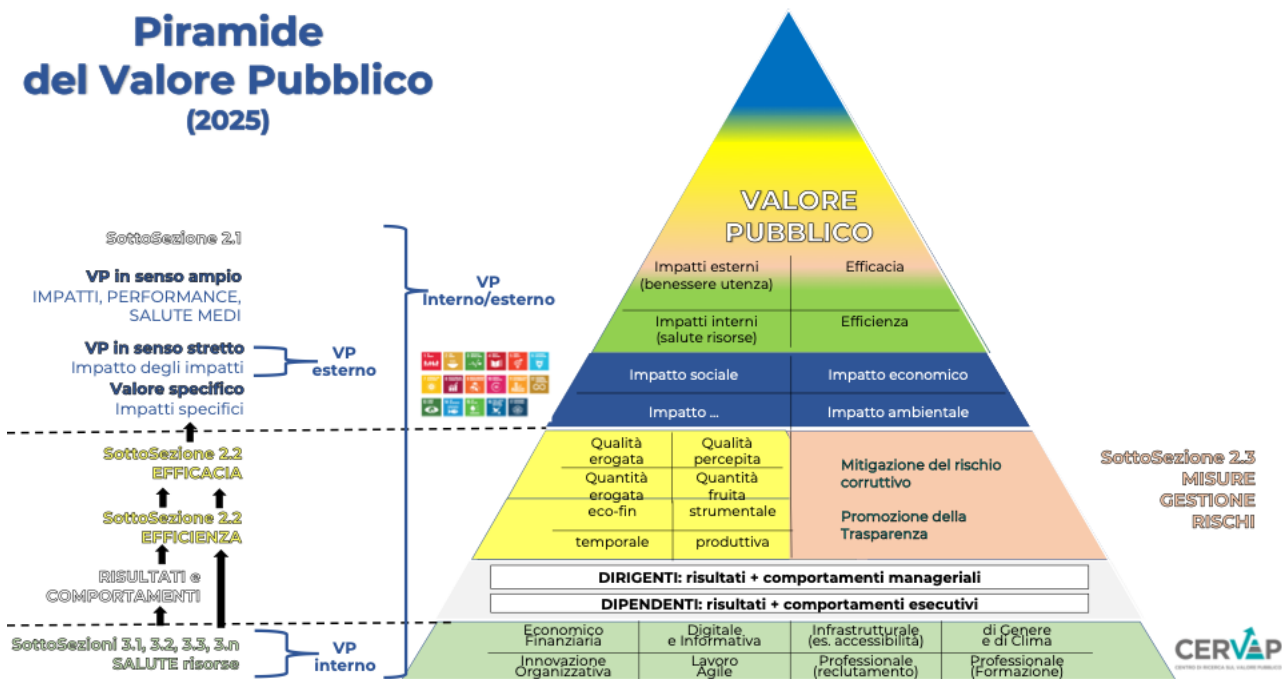 Piramide
del Valore Pubblico
(2025)
SottoSezione 2.1
VP in senso ampio
IMPATTI, PERFORMANCE,
SALUTE MEDI
VP in senso stretto
Impatto degli impatti
Valore specifico
Impatti specifici
VP
esterno
VP
Interno/esterno
SottoSezione 2.2
EFFICACIA
SottoSezione 2.2
EFFICIENZA
RISULTATI e
COMPORTAMENTI
SottoSezioni 3.1, 3.2, 3.3, 3.n
SALUTE risorse
VP
interno
VALORE
PUBBLICO
Impatti esterni
(benessere utenza)
Efficacia
Impatti interni
(salute risorse)
Efficienza
Impatto sociale
Impatto economico
Impatto ...
Impatto ambientale
Qualità
erogata
Qualità
percepita
Quantità
erogata
Quantità
fruita
eco-fin
strumentale
temporale
produttiva
Mitigazione del rischio
corruttivo
Promozione della
Trasparenza
SottoSezione 2.3
MISURE
GESTIONE
RISCHI
DIRIGENTI: risultati + comportamenti manageriali
DIPENDENTI: risultati + comportamenti esecutivi
Economico
Finanziaria
Digitale
e Informativa
Infrastrutturale
(es. accessibilità)
di Genere
e di Clima
Innovazione
Organizzativa
Lavoro
Agile
Professionale
(reclutamento)
Professionale
(Formazione)
CERVAP
CENTRO DI RICERCA SUL VALORE PUBBLICO